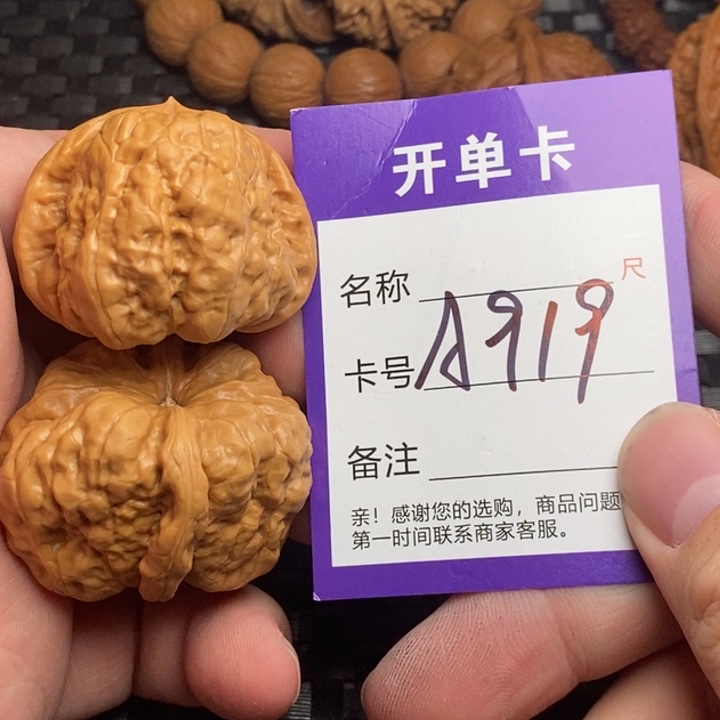 开单卡
名称 尺
卡号 A919
备注
亲！感谢您的选购，商品问题
第一时间联系商家客服。